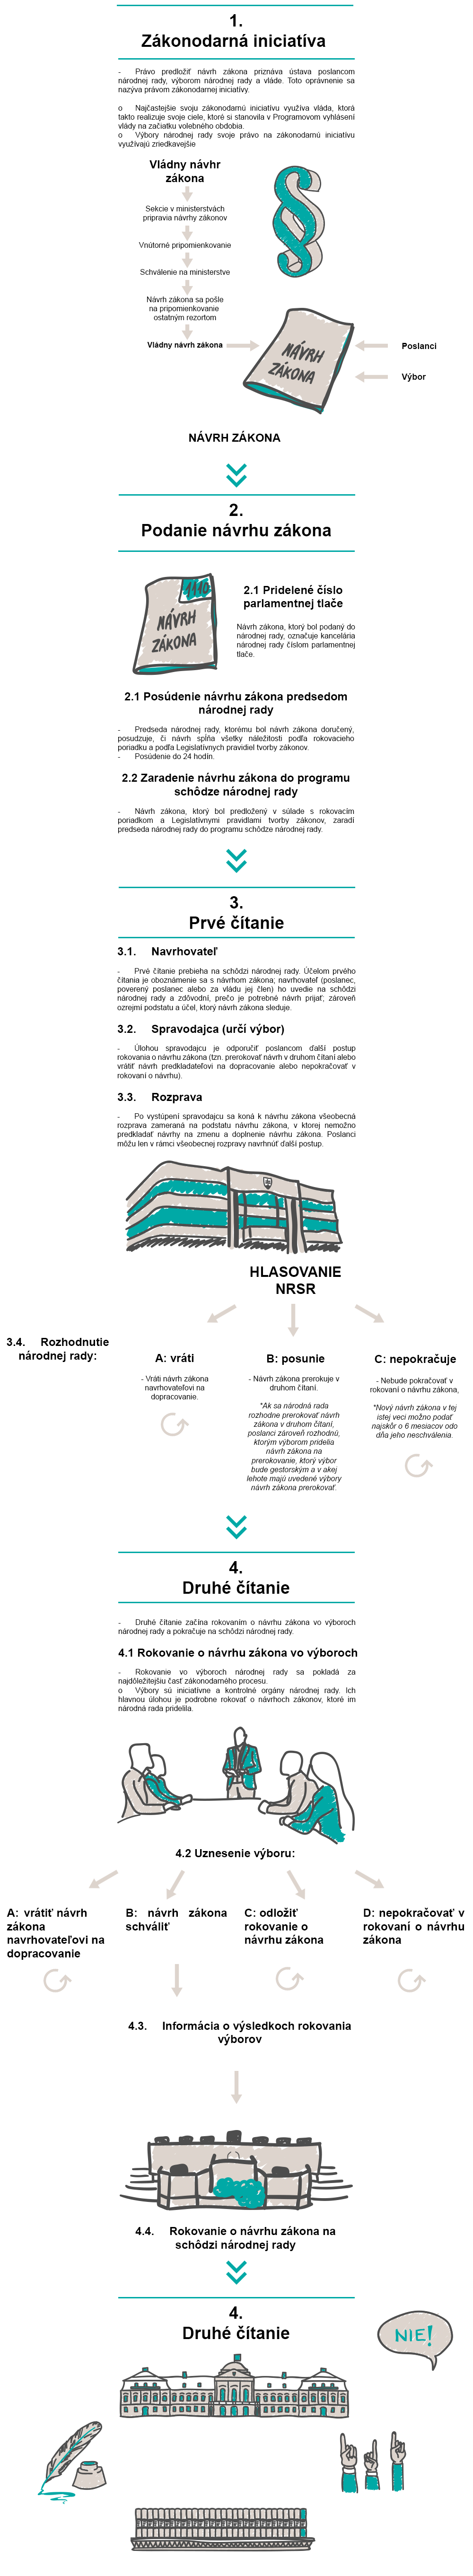 1.
Zákonodarná iniciatíva
- Právo predložiť návrh zákona priznáva ústava poslancom
národnej rady, výborom národnej rady a vláde. Toto oprávnenie sa
nazýva právom zákonodarnej iniciatívy.
o Najčastejšie svoju zákonodarnú iniciatívu využíva vláda, ktorá
takto realizuje svoje ciele, ktoré si stanovila v Programovom vyhlásení
vlády na začiatku volebného obdobia.
o Výbory národnej rady svoje právo na zákonodarnú iniciatívu
využívajú zriedkavejšie.
Vládny návhr
zákona
Sekcie v ministerstvách
pripravia návrhy zákonov
Vnútorné pripomienkovanie
Schválenie na ministerstve
Návrh zákona sa pošle
na pripomienkovanie
ostatným rezortom
Vládny návrh zákona
NÁVRH
ZÁKONA
Poslanci
Výbor
NÁVRH ZÁKONA
2.
Podanie návrhu zákona
1110
NÁVRH
ZÁKONA
2.1 Pridelené číslo
parlamentnej tlače
Návrh zákona, ktorý bol podaný do
národnej rady, označuje kancelária
národnej rady číslom parlamentnej
tlače.
2.1 Posúdenie návrhu zákona predsedom
národnej rady
- Predseda národnej rady, ktorému bol návrh zákona doručený,
posudzuje, či návrh spĺňa všetky náležitosti podľa rokovacieho
poriadku a podľa Legislatívnych pravidiel tvorby zákonov.
- Posúdenie do 24 hodín.
2.2 Zaradenie návrhu zákona do programu
schôdze národnej rady
- Návrh zákona, ktorý bol predložený v súlade s rokovacím
poriadkom a Legislatívnymi pravidlami tvorby zákonov, zaradí
predseda národnej rady do programu schôdze národnej rady.
3.
Prvé čítanie
3.1. Navrhovateľ
- Prvé čítanie prebieha na schôdzi národnej rady. Účelom prvého
čítania je oboznámenie sa s návrhom zákona; navrhovateľ (poslanec,
poverený poslanec alebo za vládu jej člen) ho uvedie na schôdzi
národnej rady a zdôvodní, prečo je potrebné návrh prijať; zároveň
ozrejmí podstatu a účel, ktorý návrh zákona sleduje.
3.2. Spravodajca (určí výbor)
- Úlohou spravodajcu je odporučiť poslancom ďalší postup
rokovania o návrhu zákona (tzn. prerokovať návrh v druhom čítaní alebo
vrátiť návrh predkladateľovi na dopracovanie alebo nepokračovať v
rokovaní o návrhu).
3.3. Rozprava
- Po vystúpení spravodajcu sa koná k návrhu zákona všeobecná
rozprava zameraná na podstatu návrhu zákona, v ktorej nemožno
predkladať návrhy na zmenu a doplnenie návrhu zákona. Poslanci
môžu len v rámci všeobecnej rozpravy navrhnúť ďalší postup.
HLASOVANIE
NRSR
3.4. Rozhodnutie
národnej rady:
A: vráti
- Vráti návrh zákona
navrhovateľovi na
dopracovanie.
B: posunie
- Návrh zákona prerokuje v
druhom čítaní.
*Ak sa národná rada
rozhodne prerokovať návrh
zákona v druhom čítaní,
poslanci zároveň rozhodnú,
ktorým výborom pridelia
návrh zákona na
prerokovanie, ktorý výbor
bude gestorským a v akej
lehote majú uvedené výbory
návrh zákona prerokovať.
C: nepokračuje
- Nebude pokračovať v
rokovaní o návrhu zákona,
*Nový návrh zákona v tej
istej veci možno podať
najskôr o 6 mesiacov odo
dňa jeho neschválenia.
4.
Druhé čítanie
- Druhé čítanie začína rokovaním o návrhu zákona vo výboroch
národnej rady a pokračuje na schôdzi národnej rady.
4.1 Rokovanie o návrhu zákona vo výboroch
- Rokovanie vo výboroch národnej rady sa pokladá za
najdôležitejšiu časť zákonodarného procesu.
o Výbory sú iniciatívne a kontrolné orgány národnej rady. Ich
hlavnou úlohou je podrobne rokovať o návrhoch zákonov, ktoré im
národná rada pridelila.
4.2 Uznesenie výboru:
A: vrátiť návrh
zákona
navrhovateľovi na
dopracovanie
B: návrh zákona
schváliť
C: odložiť
rokovanie o
návrhu zákona
D: nepokračovať v
rokovaní o návrhu
zákona
4.3. Informácia o výsledkoch rokovania
výborov
4.4. Rokovanie o návrhu zákona na
schôdzi národnej rady
4.
Druhé čítanie
NIE!